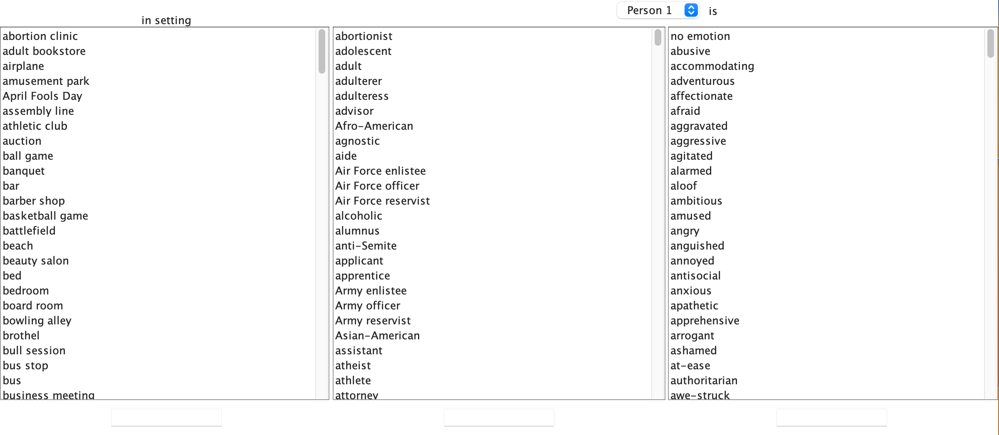 Person 1 is
in setting
abortion clinic
adult bookstore
airplane
amusement park
April Fools Day
assembly line
athletic club
auction
ball game
banquet
bar
barber shop
basketball game
battlefield
beach
beauty salon
bed
bedroom
board room
bowling alley
brothel
bull session
bus stop
bus
business meeting
abortionist
adolescent
adult
adulterer
adulteress
advisor
Afro-American
agnostic
aide
Air Force enlistee
Air Force officer
Air Force reservist
alcoholic
alumnus
anti-Semite
applicant
apprentice
Army enlistee
Army officer
Army reservist
Asian-American
assistant
atheist
athlete
attorney
no emotion
abusive
accommodating
adventurous
affectionate
afraid
aggravated
aggressive
agitated
alarmed
aloof
ambitious
amused
angry
anguished
annoyed
antisocial
anxious
apathetic
apprehensive
arrogant
ashamed
at-ease
authoritarian
awe-struck